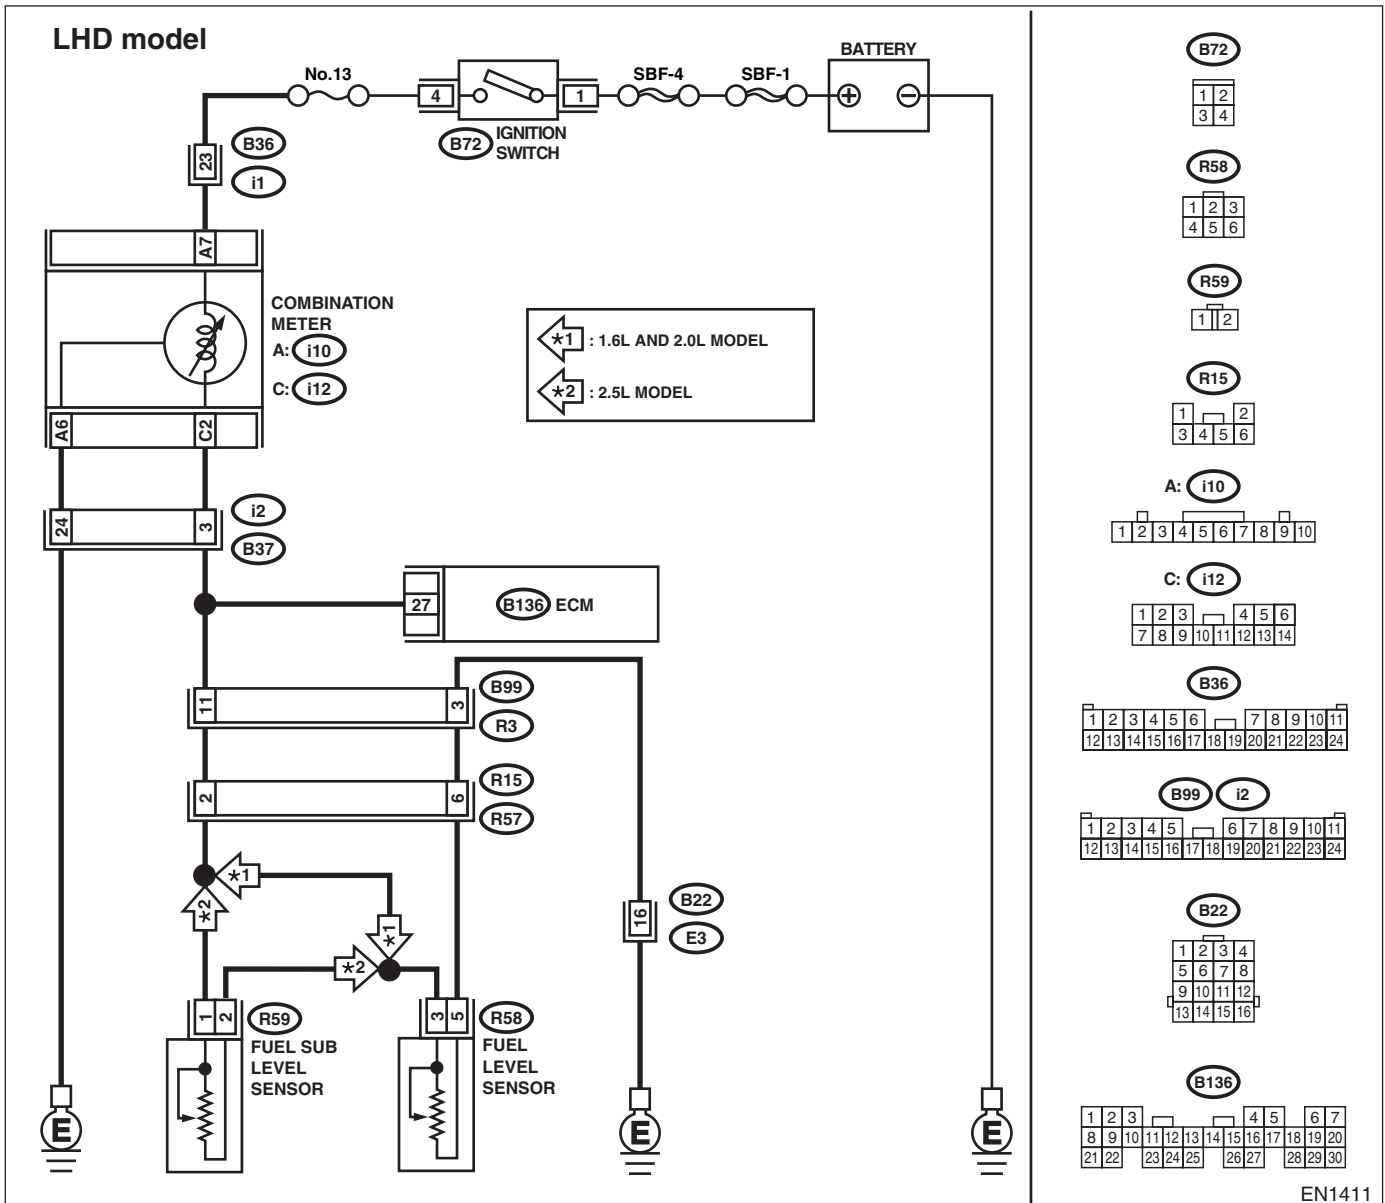 LHD model
BATTERY
No.13
SBF-4
SBF-1
4
1
B72
IGNITION
SWITCH
23
B36
i1
A7
COMBINATION
METER
A: i10
C: i12
*1 : 1.6L AND 2.0L MODEL
*2 : 2.5L MODEL
A6
C2
24
3
i2
B37
27
B136 ECM
11
3
B99
R3
2
6
R15
R57
*1
*2
*1
*2
16
B22
E3
1 2
R59
FUEL SUB
LEVEL
SENSOR
3 5
R58
FUEL
LEVEL
SENSOR
E
E
E
B72
1 2
3 4
R58
1 2 3
4 5 6
R59
1 2
R15
1 2
3 4 5 6
A: i10
1 2 3 4 5 6 7 8 9 10
C: i12
1 2 3 4 5 6
7 8 9 10 11 12 13 14
B36
1 2 3 4 5 6 7 8 9 10 11
12 13 14 15 16 17 18 19 20 21 22 23 24
B99 i2
1 2 3 4 5 6 7 8 9 10 11
12 13 14 15 16 17 18 19 20 21 22 23 24
B22
1 2 3 4
5 6 7 8
9 10 11 12
13 14 15 16
B136
1 2 3 4 5 6 7
8 9 10 11 12 13 14 15 16 17 18 19 20
21 22 23 24 25 26 27 28 29 30
EN1411